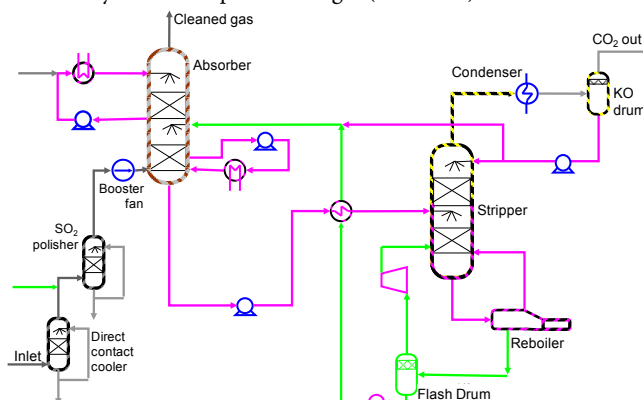 Cleaned gas
Absorber
CO₂ out
Condenser
KO
drum
Booster
fan
Stripper
SO₂
polisher
Inlet
Direct
contact
cooler
Reboiler
Flash Drum